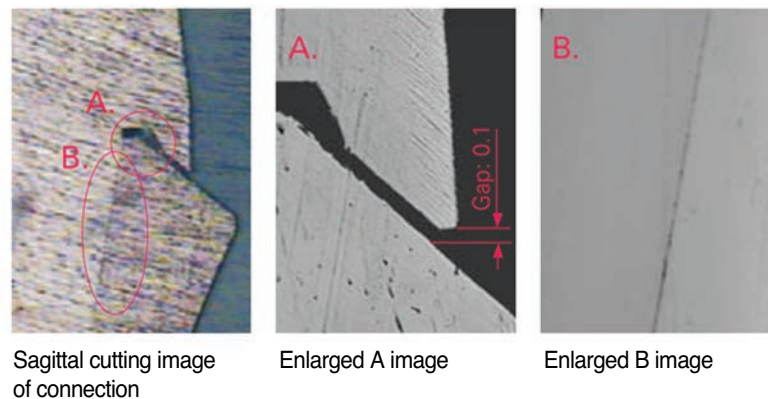 A.
B.
A.
Gap: 0.1
B.
Sagittal cutting image
of connection
Enlarged A image
Enlarged B image